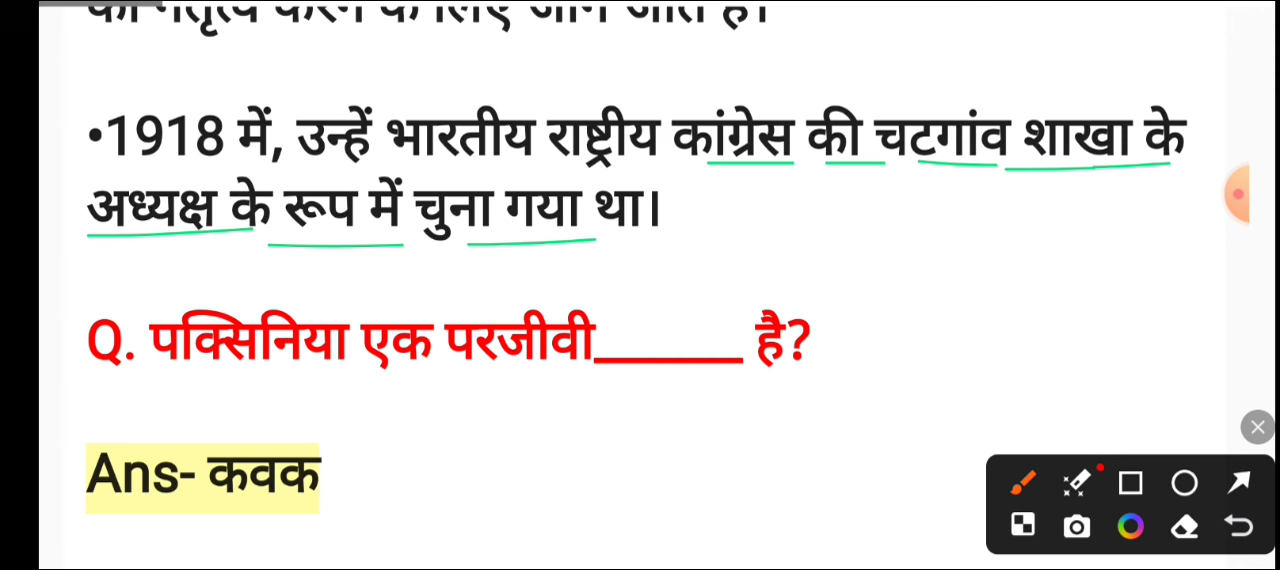 •1918 में, उन्हें भारतीय राष्ट्रीय कांग्रेस की चटगांव शाखा के
अध्यक्ष के रूप में चुना गया था।
Q. पक्सिनिया एक परजीवी______ है?
Ans- कवक